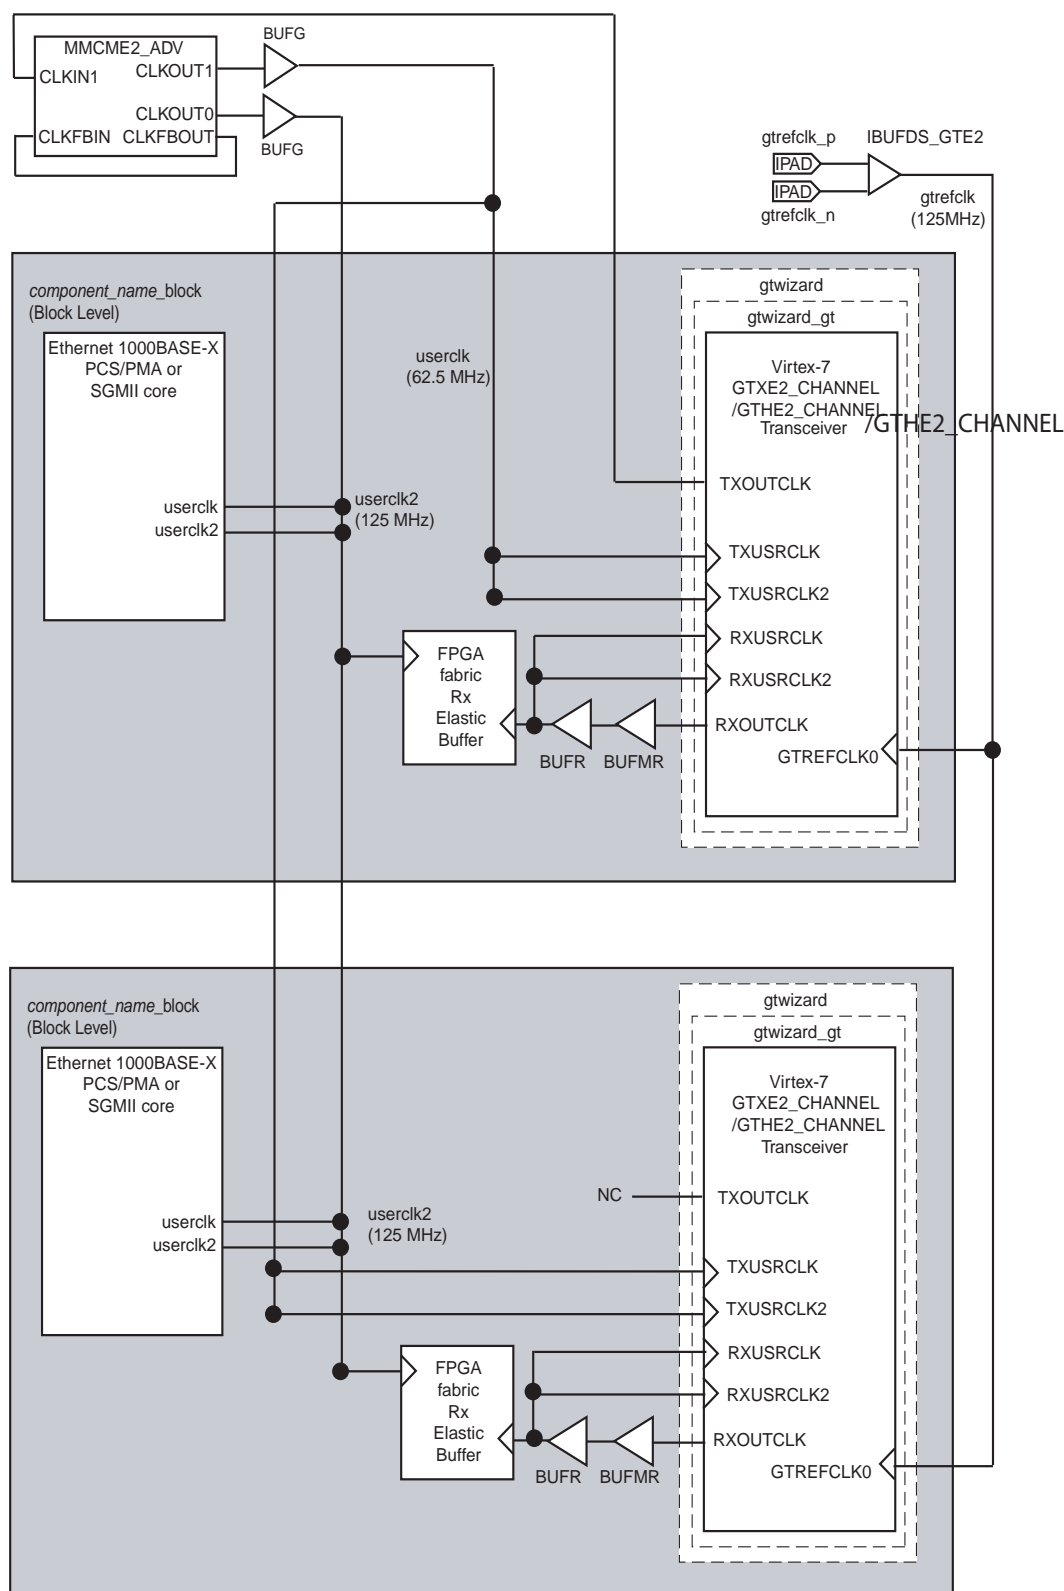 BUFG
MMCME2_ADV
CLKIN1
CLKOUT1
CLKOUT0
CLKFBIN
CLKFBOUT
BUFG
gtrefclk_p
IBUFDS_GTE2
IPAD
IPAD
gtrefclk_n
gtrefclk
(125MHz)
component_name_block
(Block Level)
Ethernet 1000BASE-X
PCS/PMA or
SGMII core
userclk
userclk2
userclk
(62.5 MHz)
userclk2
(125 MHz)
gtwizard
gtwizard_gt
Virtex-7
GTXE2_CHANNEL
/GTHE2_CHANNEL
Transceiver
/GTHE2_CHANNEL
TXOUTCLK
TXUSRCLK
TXUSRCLK2
RXUSRCLK
RXUSRCLK2
RXOUTCLK
GTREFCLK0
FPGA
fabric
Rx
Elastic
Buffer
BUFR
BUFMR
component_name_block
(Block Level)
Ethernet 1000BASE-X
PCS/PMA or
SGMII core
userclk
userclk2
userclk2
(125 MHz)
gtwizard
gtwizard_gt
Virtex-7
GTXE2_CHANNEL
/GTHE2_CHANNEL
Transceiver
NC
TXOUTCLK
TXUSRCLK
TXUSRCLK2
RXUSRCLK
RXUSRCLK2
RXOUTCLK
GTREFCLK0
FPGA
fabric
Rx
Elastic
Buffer
BUFR
BUFMR